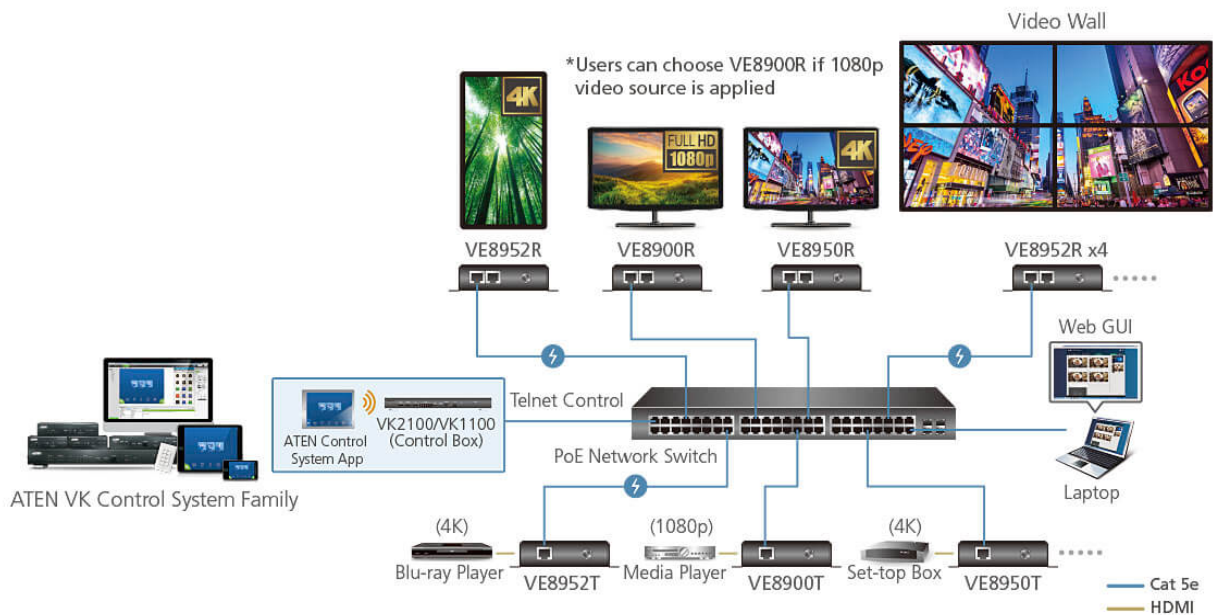 Video Wall
*Users can choose VE8900R if 1080p
video source is applied
4K
FULL HD
1080p
4K
VE8952R
VE8900R
VE8950R
VE8952R x4
Web GUI
Telnet Control
ATEN Control
System App
VK2100/VK1100
(Control Box)
PoE Network Switch
Laptop
ATEN VK Control System Family
(4K)
(1080p)
(4K)
Blu-ray Player
VE8952T
Media Player
VE8900T
Set-top Box
VE8950T
Cat 5e
HDMI